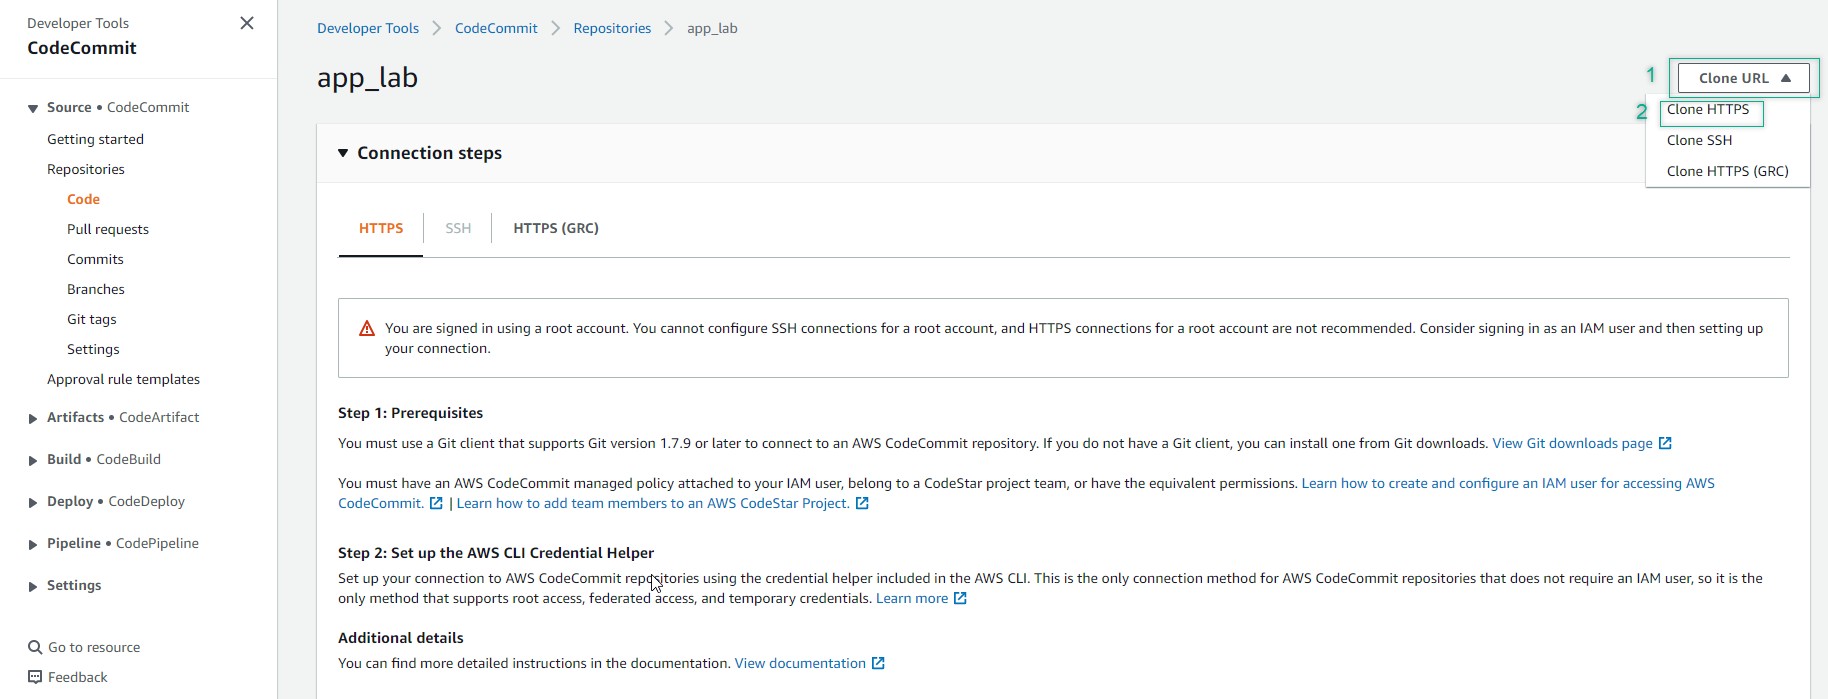 Developer Tools
CodeCommit
Source • CodeCommit
Getting started
Repositories
Code
Pull requests
Commits
Branches
Git tags
Settings
Approval rule templates
Artifacts • CodeArtifact
Build • CodeBuild
Deploy • CodeDeploy
Pipeline • CodePipeline
Settings
Go to resource
Feedback
Developer Tools > CodeCommit > Repositories > app_lab
app_lab
1
Clone URL
2
Clone HTTPS
Clone SSH
Clone HTTPS (GRC)
Connection steps
HTTPS
SSH
HTTPS (GRC)
You are signed in using a root account. You cannot configure SSH connections for a root account, and HTTPS connections for a root account are not recommended. Consider signing in as an IAM user and then setting up
your connection.
Step 1: Prerequisites
You must use a Git client that supports Git version 1.7.9 or later to connect to an AWS CodeCommit repository. If you do not have a Git client, you can install one from Git downloads. View Git downloads page
You must have an AWS CodeCommit managed policy attached to your IAM user, belong to a CodeStar project team, or have the equivalent permissions. Learn how to create and configure an IAM user for accessing AWS
CodeCommit. | Learn how to add team members to an AWS CodeStar Project.
Step 2: Set up the AWS CLI Credential Helper
Set up your connection to AWS CodeCommit repositories using the credential helper included in the AWS CLI. This is the only connection method for AWS CodeCommit repositories that does not require an IAM user, so it is the
only method that supports root access, federated access, and temporary credentials. Learn more
Additional details
You can find more detailed instructions in the documentation. View documentation